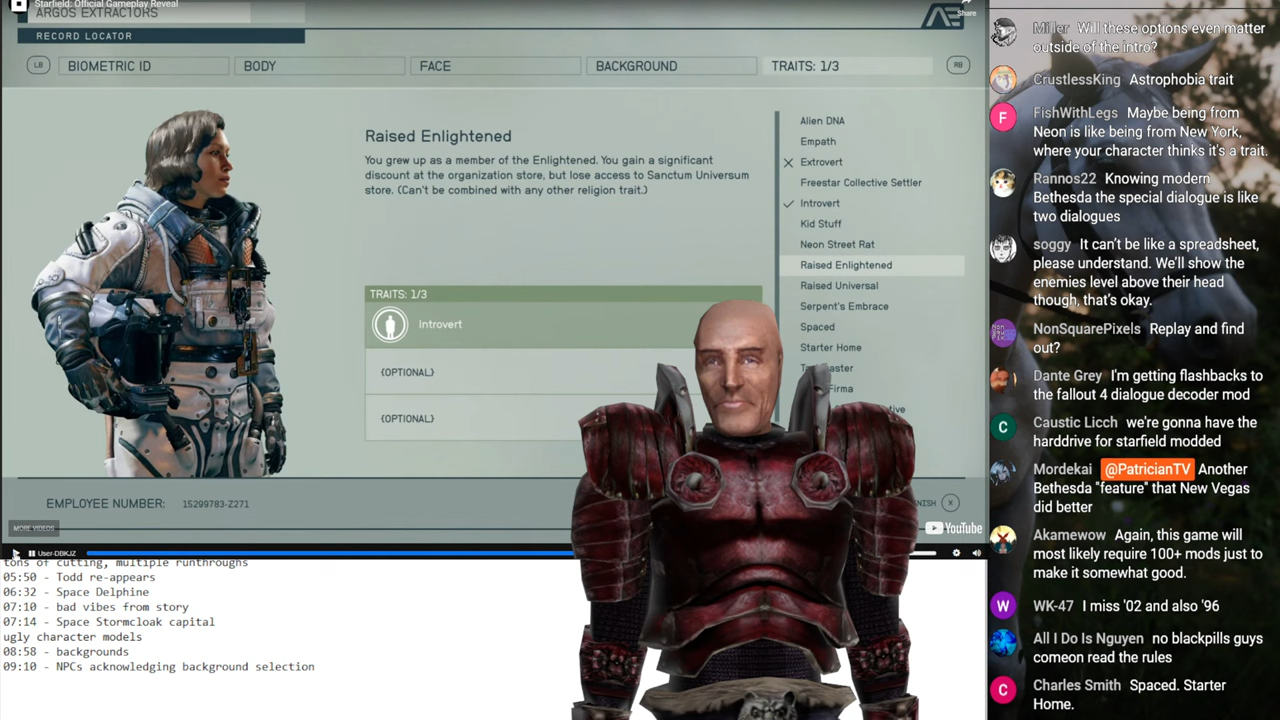 Starfield: Official Gameplay Reveal
Share
ARGOS EXTRACTORS
AE
RECORD LOCATOR
LB
BIOMETRIC ID
BODY
FACE
BACKGROUND
TRAITS: 1/3
RB
Raised Enlightened
You grew up as a member of the Enlightened. You gain a significant
discount at the organization store, but lose access to Sanctum Universum
store. (Can't be combined with any other religion trait.)
TRAITS: 1/3
Introvert
{OPTIONAL}
{OPTIONAL}
Alien DNA
Empath
Extrovert
Freestar Collective Settler
Introvert
Kid Stuff
Neon Street Rat
Raised Enlightened
Raised Universal
Serpent's Embrace
Spaced
Starter Home
EMPLOYEE NUMBER:
15299783-Z271
X
MORE VIDEOS
YouTube
User-DBKJZ
tons of cutting, multiple runthroughs
05:50 - Todd re-appears
06:32 - Space Delphine
07:10 - bad vibes from story
07:14 - Space Stormcloak capital
ugly character models
08:58 - backgrounds
09:10 - NPCs acknowledging background selection
Miller Will these options even matter
outside of the intro?
CrustlessKing Astrophobia trait
F
FishWithLegs Maybe being from
Neon is like being from New York,
where your character thinks it's a trait.
Rannos22 Knowing modern
Bethesda the special dialogue is like
two dialogues
soggy It can't be like a spreadsheet,
please understand. We'll show the
enemies level above their head
though, that's okay.
NonSquarePixels Replay and find
out?
Dante Grey I'm getting flashbacks to
the fallout 4 dialogue decoder mod
C
Caustic Licch we're gonna have the
harddrive for starfield modded
Mordekai @PatricianTV Another
Bethesda "feature" that New Vegas
did better
Akamewow Again, this game will
most likely require 100+ mods just to
make it somewhat good.
W
WK-47 I miss '02 and also '96
All I Do Is Nguyen no blackpills guys
comeon read the rules
C
Charles Smith Spaced. Starter
Home.